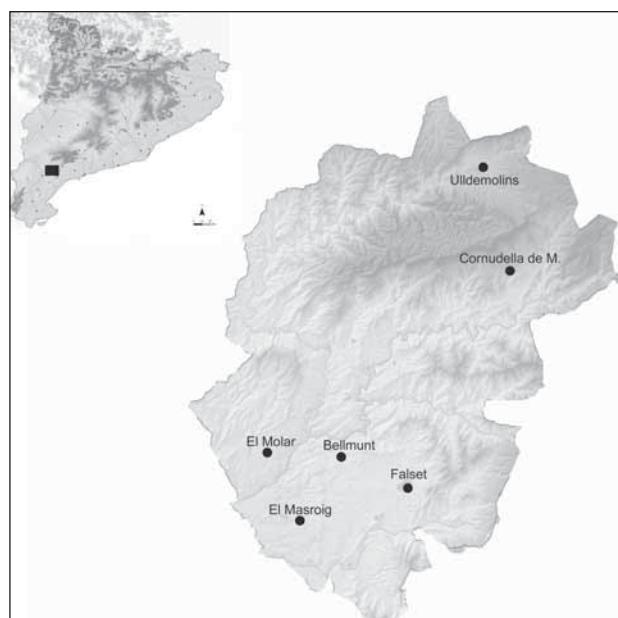 Ulldemolins
Cornudella de M.
El Molar
Bellmunt
Falset
El Masroig